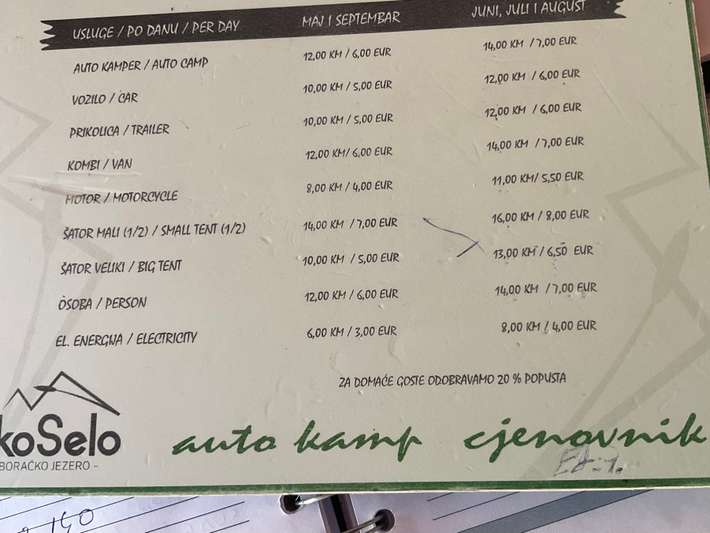 USLUGE / PO DANU / PER DAY MAJ I SEPTEMBAR JUNI, JULI I AUGUST
AUTO KAMPER / AUTO CAMP 12,00 KM / 6,00 EUR 14,00 KM / 7,00 EUR
VOZILO / CAR 10,00 KM / 5,00 EUR 12,00 KM / 6,00 EUR
PRIKOLICA / TRAILER 10,00 KM / 5,00 EUR 12,00 KM / 6,00 EUR
KOMBI / VAN 12,00 KM / 6,00 EUR 14,00 KM / 7,00 EUR
MOTOR / MOTORCYCLE 8,00 KM / 4,00 EUR 11,00 KM / 5,50 EUR
ŠATOR MALI (1/2) / SMALL TENT (1/2) 14,00 KM / 7,00 EUR 16,00 KM / 8,00 EUR
ŠATOR VELIKI / BIG TENT 10,00 KM / 5,00 EUR 13,00 KM / 6,50 EUR
OSOBA / PERSON 12,00 KM / 6,00 EUR 14,00 KM / 7,00 EUR
EL. ENERGNA / ELECTRICITY 6,00 KM / 3,00 EUR 8,00 KM / 4,00 EUR
ZA DOMAĆE GOSTE ODOBRAVAMO 20 % POPUSTA
koSelo
BORAČKO JEZERO –
auto kamp cjenovnik
140